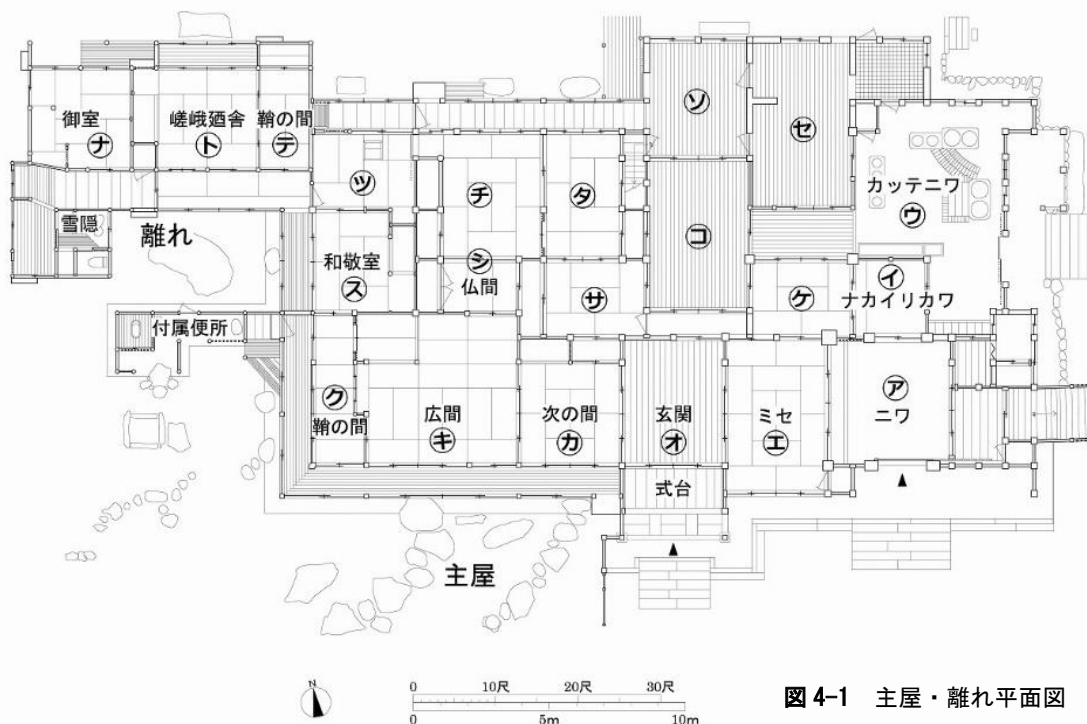 御室
ナ
嵯峨廼舎
ト
鞘の間
テ
ツ
チ
タ
ソ
セ
コ
カッテニワ
ウ
雪隠
離れ
和敬室
ス
シ
仏間
サ
ケ
イ
ナカイリカワ
付属便所
ク
鞘の間
広間
キ
次の間
カ
玄関
オ
ミセ
エ
ア
ニワ
式台
主屋
N
0 10尺 20尺 30尺
0 5m 10m
図 4-1 主屋・離れ平面図